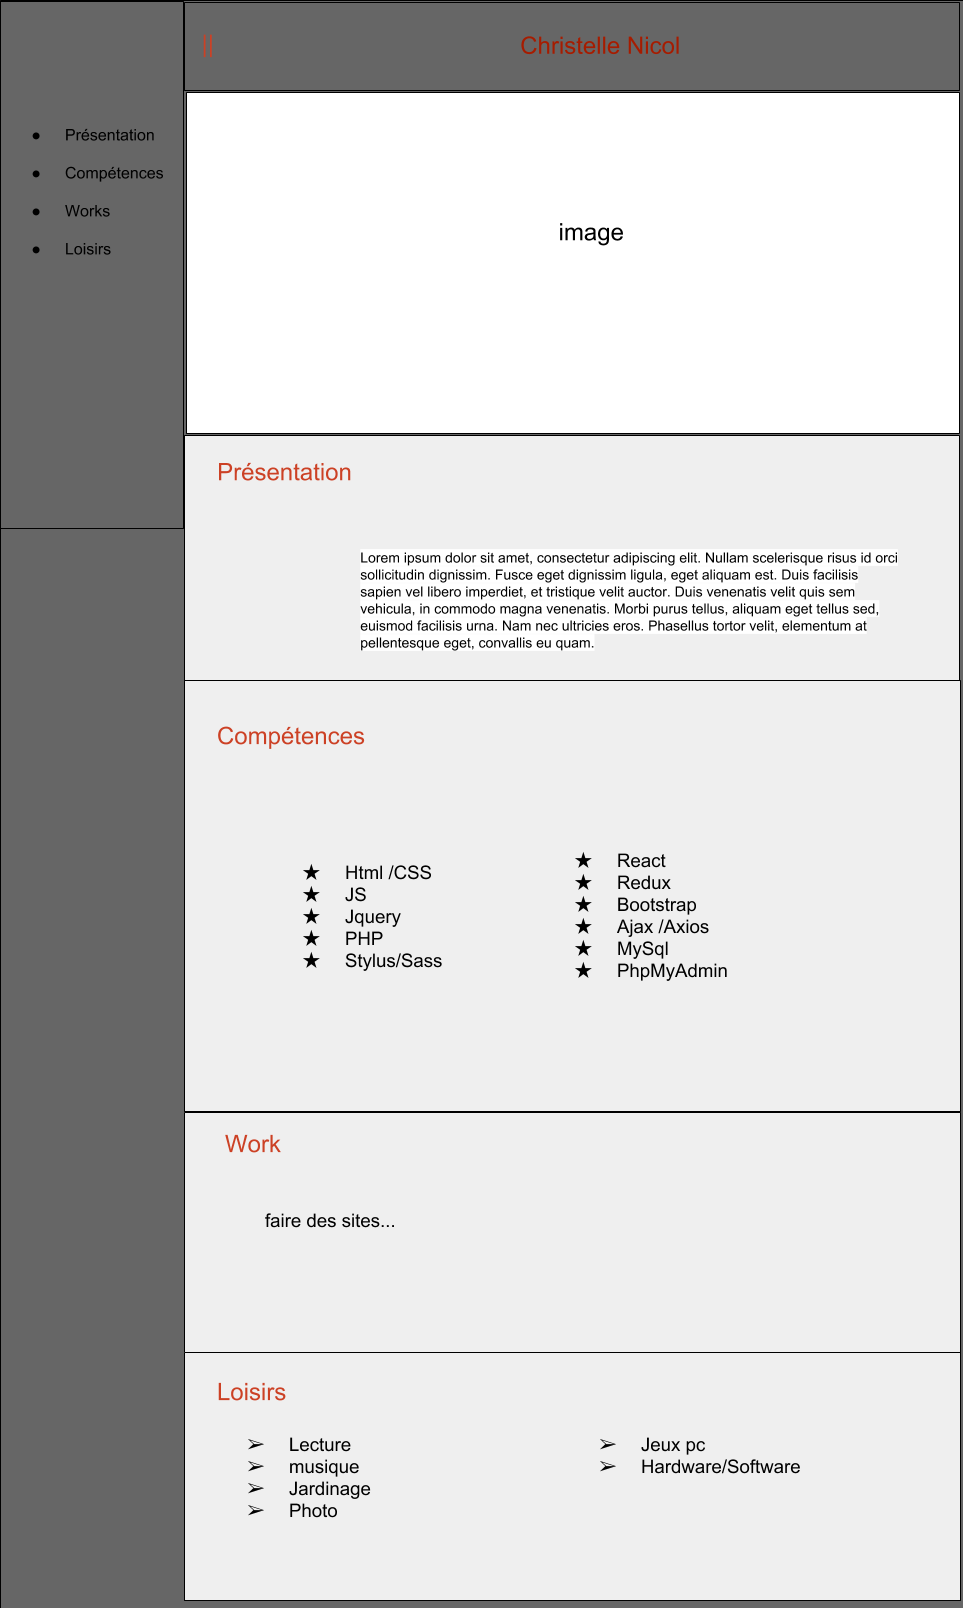 ||
Christelle Nicol
● Présentation
● Compétences
● Works
● Loisirs
image
Présentation
Lorem ipsum dolor sit amet, consectetur adipiscing elit. Nullam scelerisque risus id orci
sollicitudin dignissim. Fusce eget dignissim ligula, eget aliquam est. Duis facilisis
sapien vel libero imperdiet, et tristique velit auctor. Duis venenatis velit quis sem
vehicula, in commodo magna venenatis. Morbi purus tellus, aliquam eget tellus sed,
euismod facilisis urna. Nam nec ultricies eros. Phasellus tortor velit, elementum at
pellentesque eget, convallis eu quam.
Compétences
★ Html /CSS
★ JS
★ Jquery
★ PHP
★ Stylus/Sass
★ React
★ Redux
★ Bootstrap
★ Ajax /Axios
★ MySql
★ PhpMyAdmin
Work
faire des sites...
Loisirs
➢ Lecture
➢ musique
➢ Jardinage
➢ Photo
➢ Jeux pc
➢ Hardware/Software